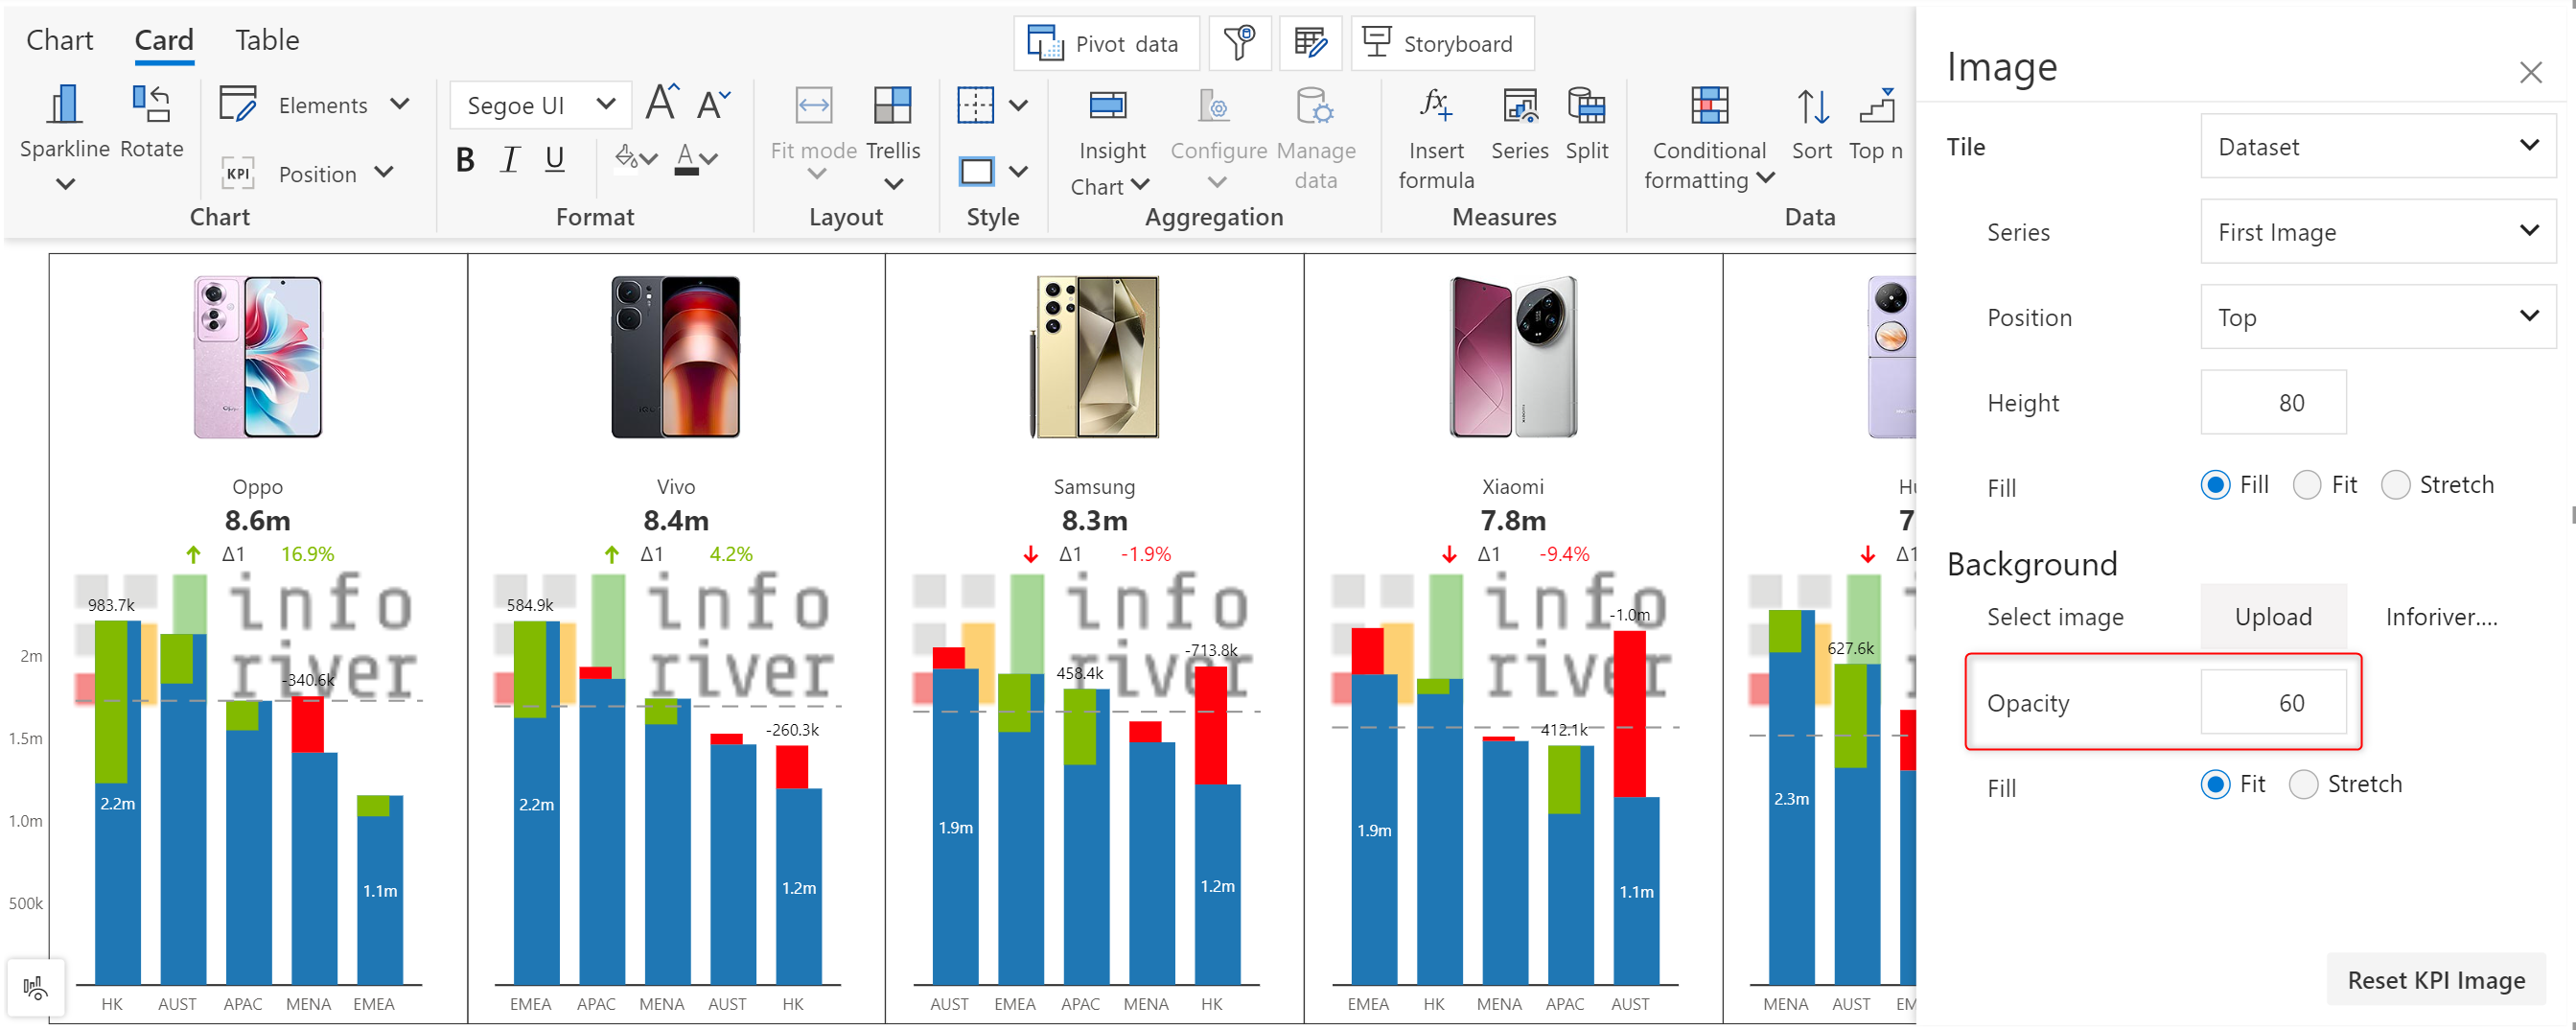 Chart Card Table
Pivot data Storyboard
Sparkline Rotate
Elements
Position
KPI
Chart
Segoe UI
A A
B I U A
Format
Fit mode Trellis
Layout
Style
Insight Chart
Configure
Manage data
Aggregation
fx
Insert formula
Series
Split
Measures
Conditional formatting
Sort
Top n
Data
Oppo
8.6m
Δ1 16.9%
info
river
983.7k
-340.6k
2.2m
1.1m
2m
1.5m
1.0m
500k
HK AUST APAC MENA EMEA
Vivo
8.4m
Δ1 4.2%
info
river
584.9k
-260.3k
2.2m
1.2m
EMEA APAC MENA AUST HK
Samsung
8.3m
Δ1 -1.9%
info
river
-713.8k
458.4k
1.9m
1.2m
AUST EMEA APAC MENA HK
Xiaomi
7.8m
Δ1 -9.4%
info
river
-1.0m
412.1k
1.9m
1.1m
EMEA HK MENA APAC AUST
7
Δ1
627.6k
2.3m
MENA AUST EM
Image
Tile Dataset
Series First Image
Position Top
Height 80
Fill Fill Fit Stretch
Background
Select image Upload Inforiver....
Opacity 60
Fill Fit Stretch
Reset KPI Image